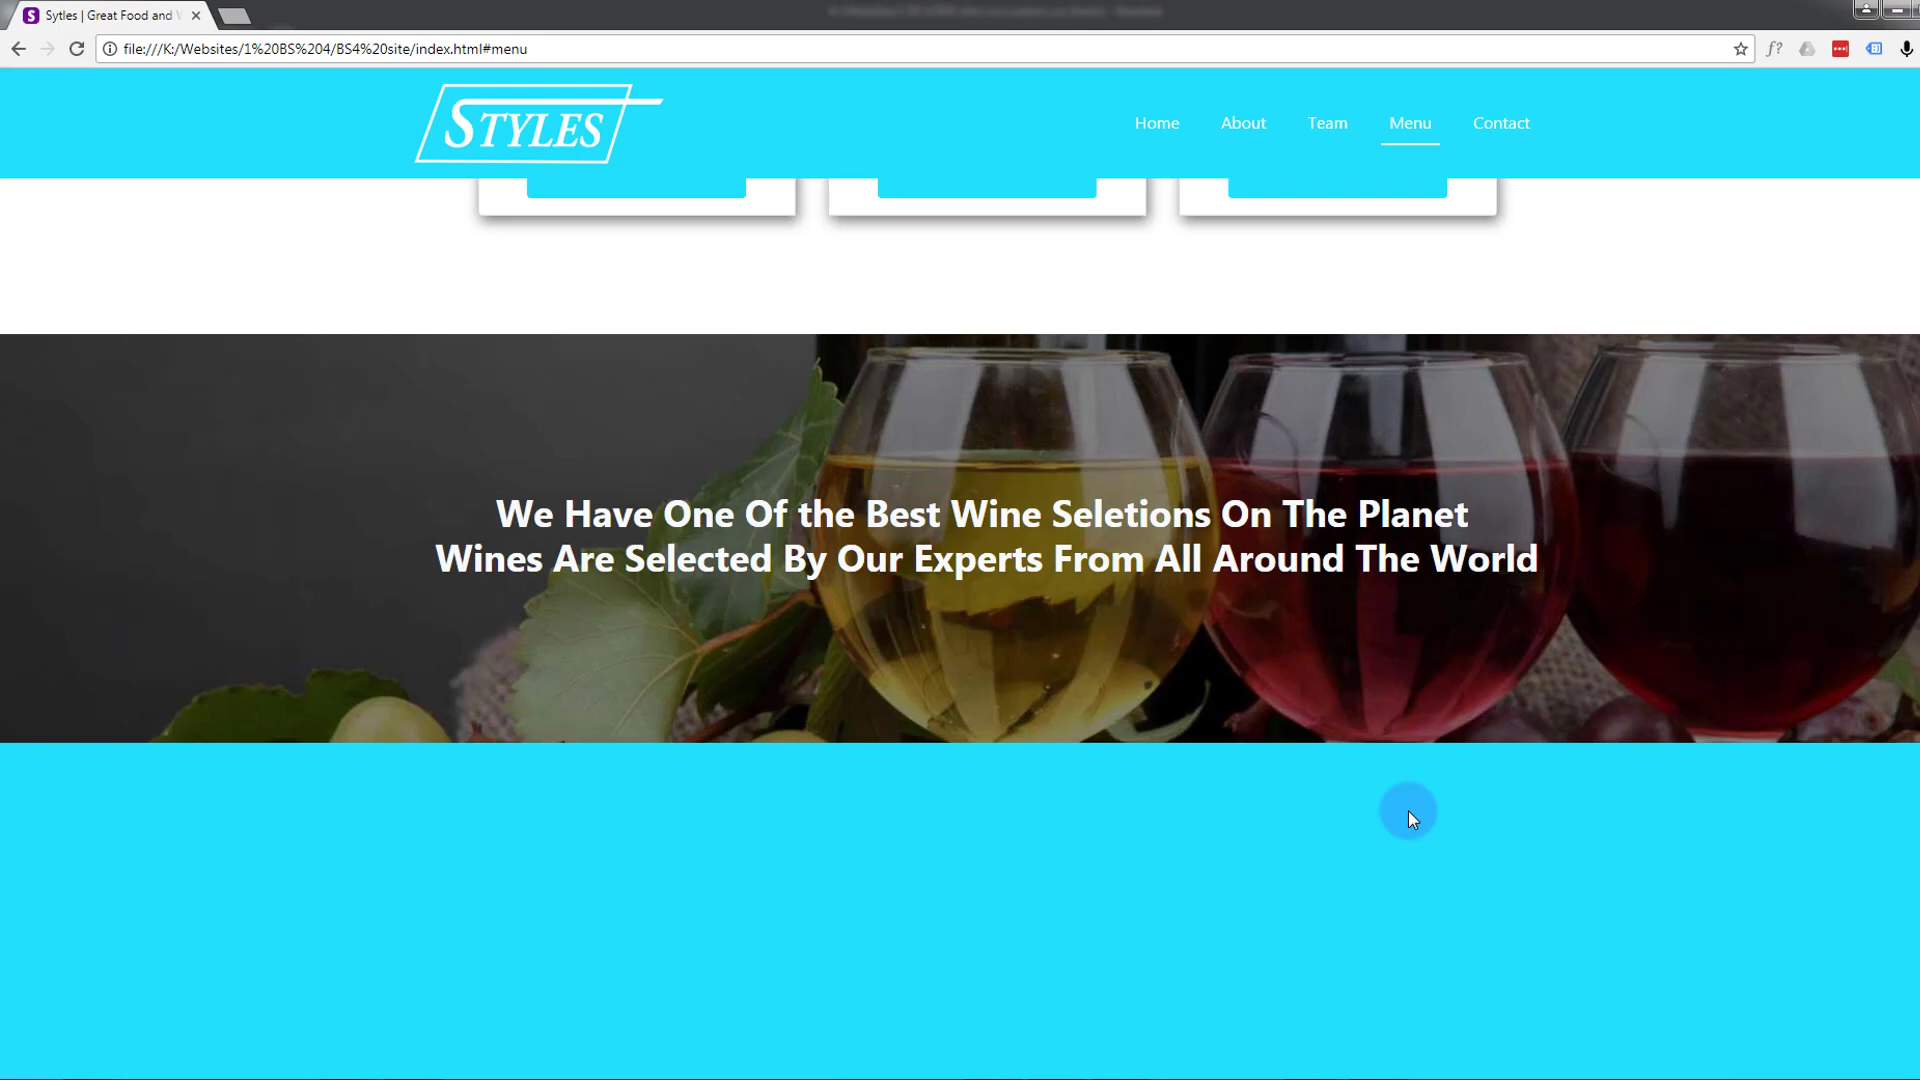 Sytles | Great Food and
file:///K:/Websites/1%20BS%204/BS4%20site/index.html#menu
STYLES
Home
About
Team
Menu
Contact
We Have One Of the Best Wine Seletions On The Planet
Wines Are Selected By Our Experts From All Around The World